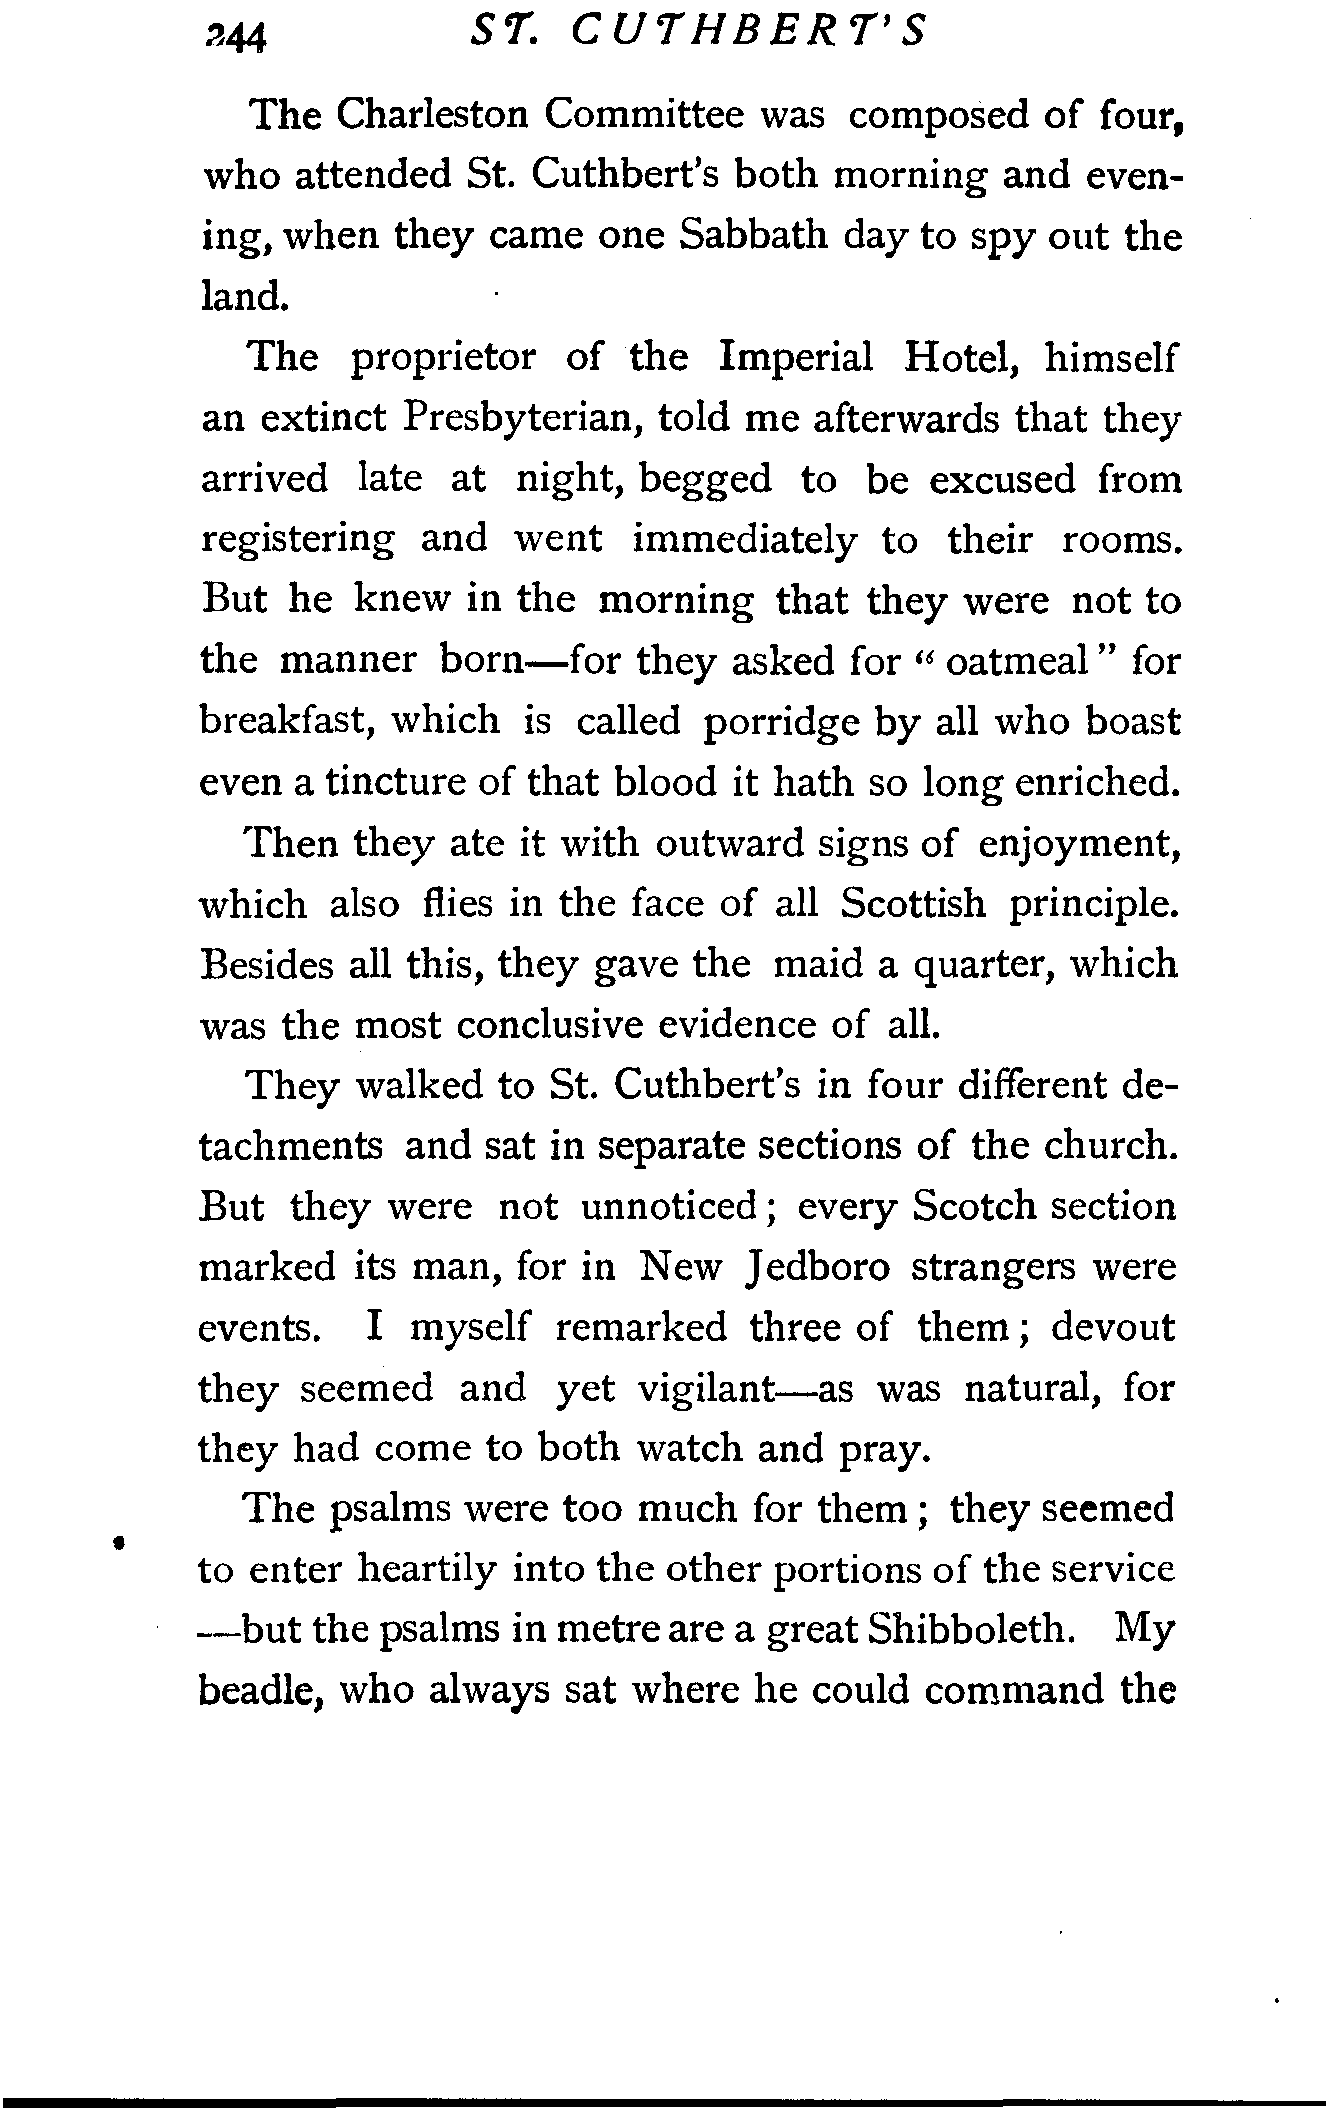 244 ST. CUTHBERT'S
The Charleston Committee was composed of four,
who attended St. Cuthbert's both morning and even-
ing, when they came one Sabbath day to spy out the
land.
The proprietor of the Imperial Hotel, himself
an extinct Presbyterian, told me afterwards that they
arrived late at night, begged to be excused from
registering and went immediately to their rooms.
But he knew in the morning that they were not to
the manner born—for they asked for “ oatmeal ” for
breakfast, which is called porridge by all who boast
even a tincture of that blood it hath so long enriched.
Then they ate it with outward signs of enjoyment,
which also flies in the face of all Scottish principle.
Besides all this, they gave the maid a quarter, which
was the most conclusive evidence of all.
They walked to St. Cuthbert's in four different de-
tachments and sat in separate sections of the church.
But they were not unnoticed ; every Scotch section
marked its man, for in New Jedboro strangers were
events. I myself remarked three of them ; devout
they seemed and yet vigilant—as was natural, for
they had come to both watch and pray.
The psalms were too much for them ; they seemed
to enter heartily into the other portions of the service
—but the psalms in metre are a great Shibboleth. My
beadle, who always sat where he could command the